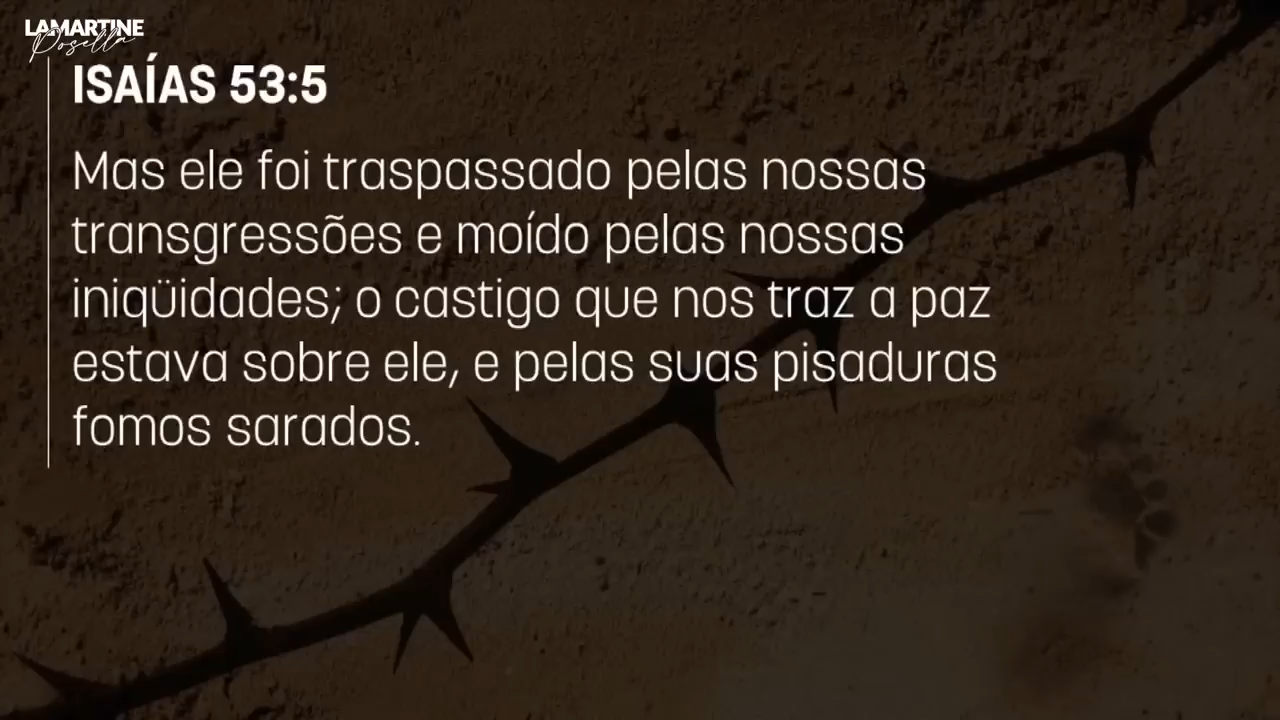 LAMARTINE
Posella
ISAÍAS 53:5
Mas ele foi traspassado pelas nossas
transgressões e moído pelas nossas
iniqüidades; o castigo que nos traz a paz
estava sobre ele, e pelas suas pisaduras
fomos sarados.